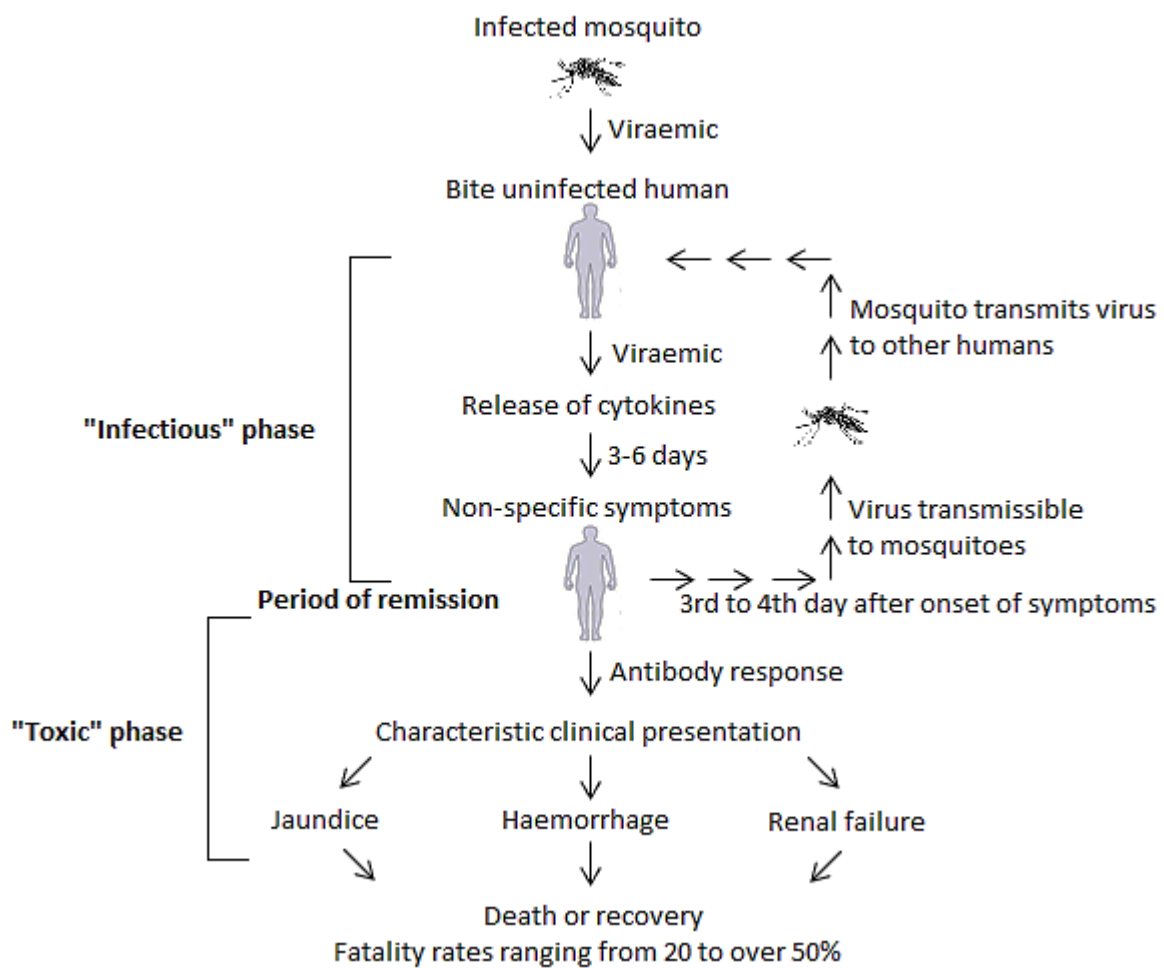 Infected mosquito
Viraemic
Bite uninfected human
Mosquito transmits virus
to other humans
Viraemic
Release of cytokines
"Infectious" phase
3-6 days
Non-specific symptoms
Virus transmissible
to mosquitoes
Period of remission
3rd to 4th day after onset of symptoms
Antibody response
"Toxic" phase
Characteristic clinical presentation
Jaundice
Haemorrhage
Renal failure
Death or recovery
Fatality rates ranging from 20 to over 50%